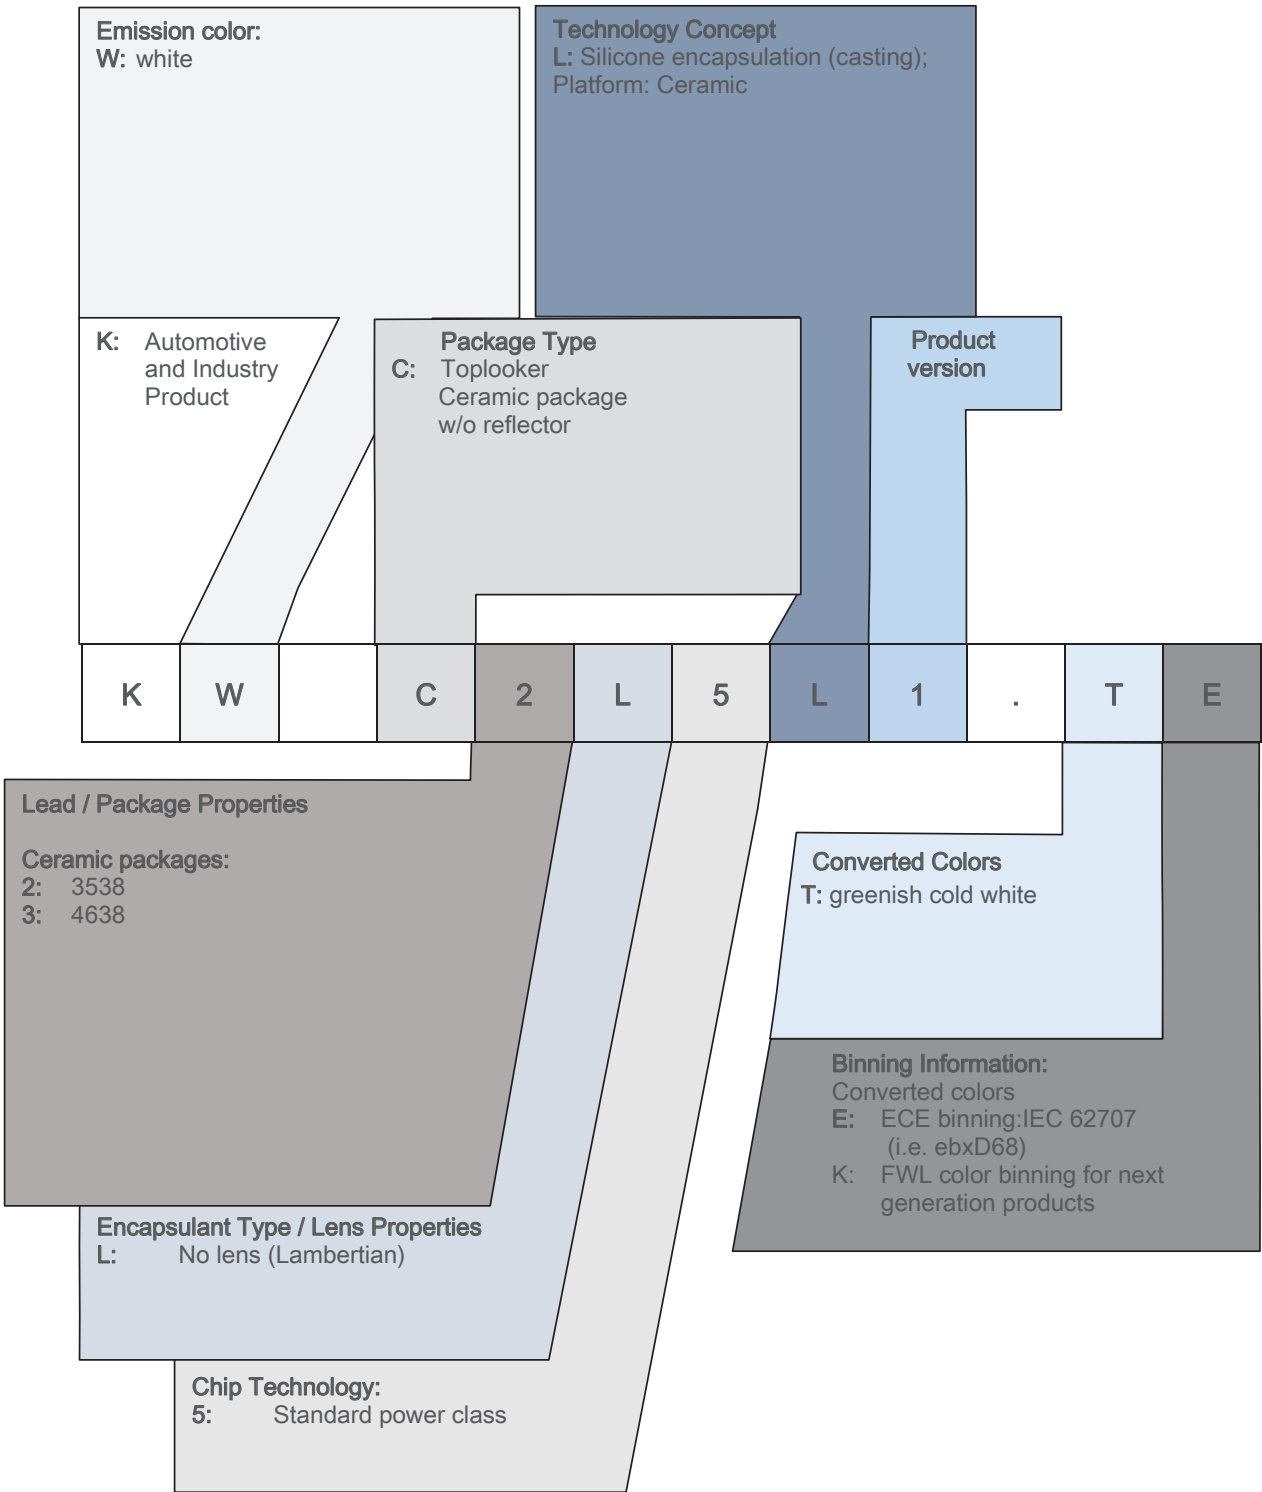 Emission color:
W: white
Technology Concept
L: Silicone encapsulation (casting);
Platform: Ceramic
K: Automotive
and Industry
Product
Package Type
C: Toplooker
Ceramic package
w/o reflector
Product
version
K W C 2 L 5 L 1 . T E
Lead / Package Properties
Ceramic packages:
2: 3538
3: 4638
Converted Colors
T: greenish cold white
Binning Information:
Converted colors
E: ECE binning:IEC 62707
(i.e. ebxD68)
K: FWL color binning for next
generation products
Encapsulant Type / Lens Properties
L: No lens (Lambertian)
Chip Technology:
5: Standard power class